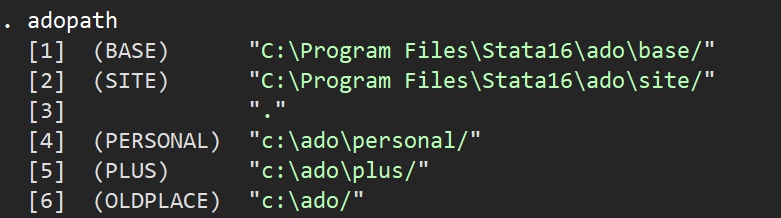 . adopath
[1] (BASE) "C:\Program Files\Stata16\ado\base/"
[2] (SITE) "C:\Program Files\Stata16\ado\site/"
[3] "."
[4] (PERSONAL) "c:\ado\personal/"
[5] (PLUS) "c:\ado\plus/"
[6] (OLDPLACE) "c:\ado/"